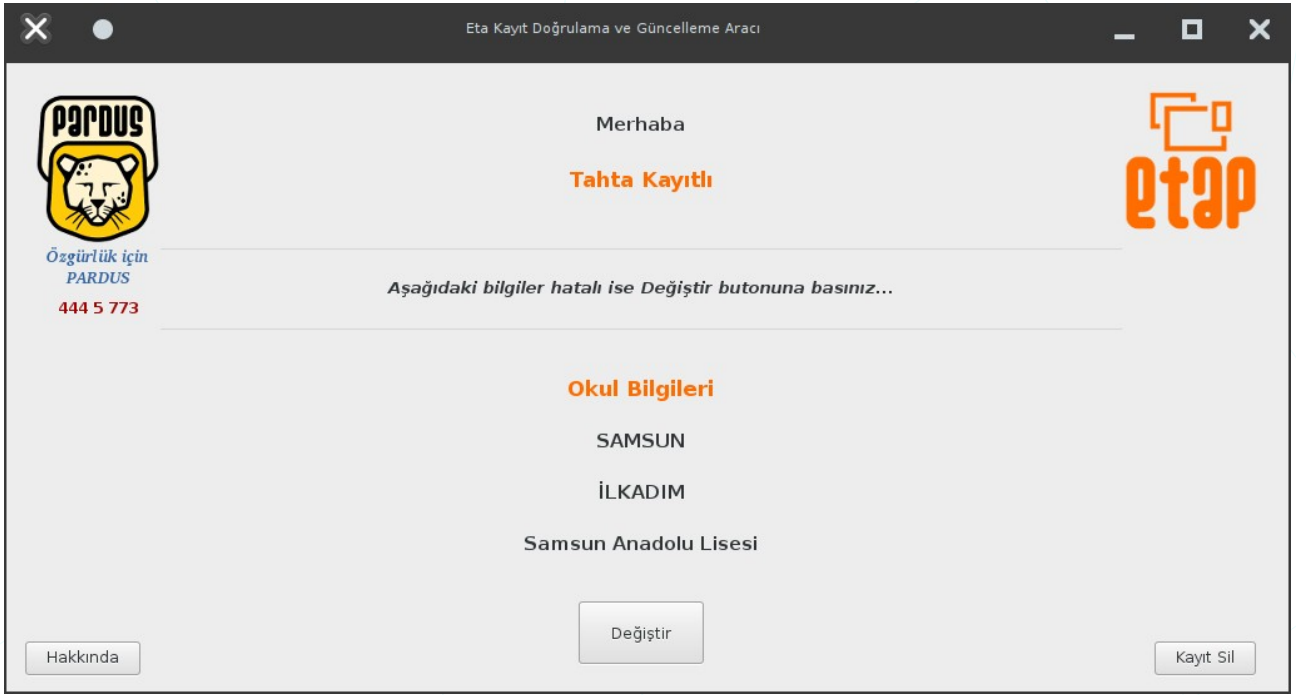 Eta Kayıt Doğrulama ve Güncelleme Aracı
PARDUS
Özgürlük için
PARDUS
444 5 773
Merhaba
Tahta Kayıtlı
etap
Aşağıdaki bilgiler hatalı ise Değiştir butonuna basınız...
Okul Bilgileri
SAMSUN
İLKADIM
Samsun Anadolu Lisesi
Değiştir
Hakkında
Kayıt Sil